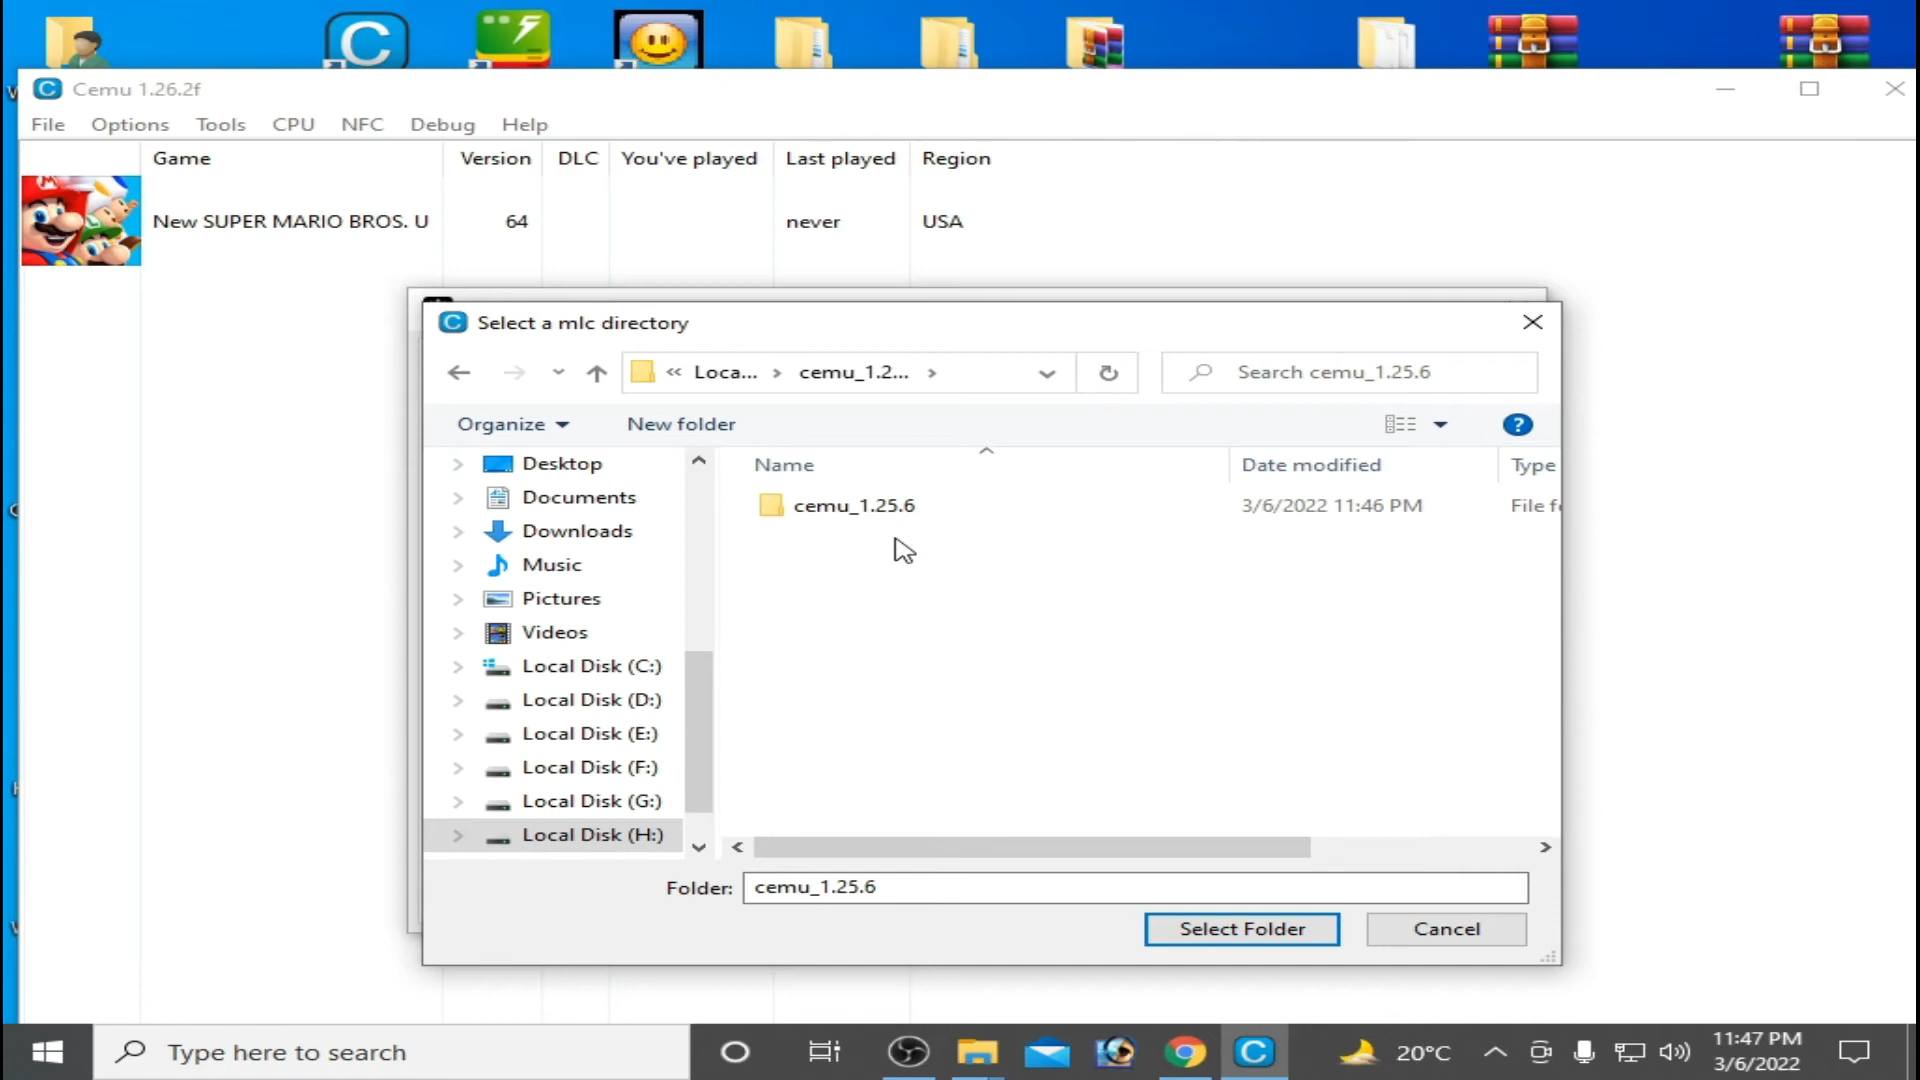 Cemu 1.26.2f
File Options Tools CPU NFC Debug Help
Game Version DLC You've played Last played Region
New SUPER MARIO BROS. U 64 never USA
Select a mlc directory
« Loca... › cemu_1.2... ›
Search cemu_1.25.6
Organize New folder
Name Date modified Type
cemu_1.25.6 3/6/2022 11:46 PM File
Desktop
Documents
Downloads
Music
Pictures
Videos
Local Disk (C:)
Local Disk (D:)
Local Disk (E:)
Local Disk (F:)
Local Disk (G:)
Local Disk (H:)
Folder: cemu_1.25.6
Select Folder Cancel
Type here to search
20°C
11:47 PM
3/6/2022